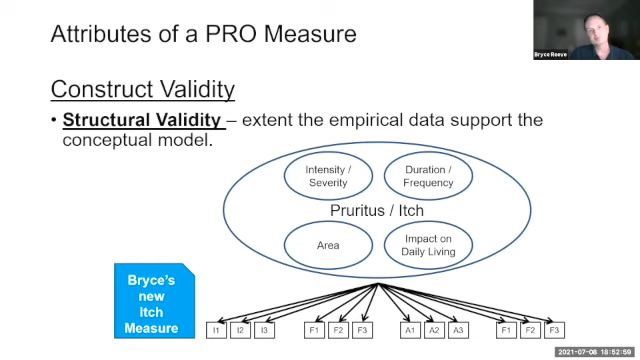 Attributes of a PRO Measure
Bryce Reeve
Construct Validity
• Structural Validity – extent the empirical data support the
conceptual model.
Intensity /
Severity
Duration /
Frequency
Pruritus / Itch
Area
Impact on
Daily Living
Bryce's
new
Itch
Measure
I1 I2 I3 F1 F2 F3 A1 A2 A3 F1 F2 F3
2021-07-08 18:52:59